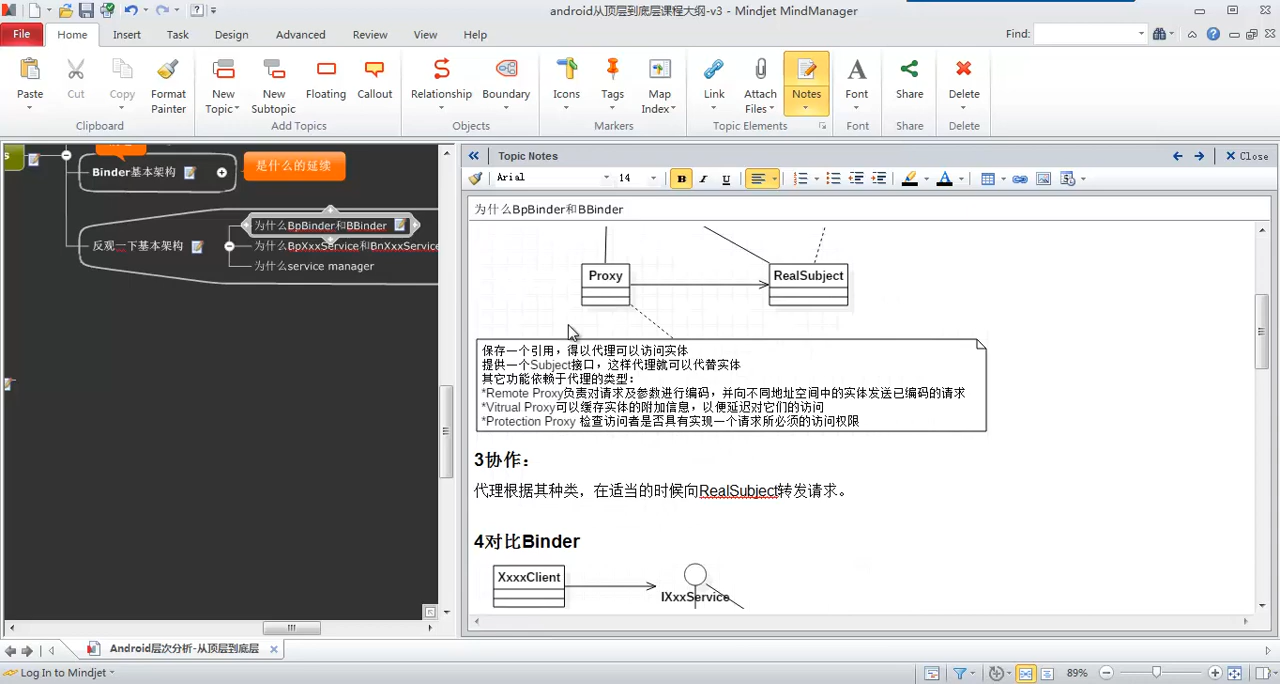 android从顶层到底层课程大纲-v3 - Mindjet MindManager
File Home Insert Task Design Advanced Review View Help Find:
Paste Cut Copy Format Painter New Topic New Subtopic Floating Callout Relationship Boundary Icons Tags Map Index Link Attach Files Notes Font Share Delete
Clipboard Add Topics Objects Markers Topic Elements Font Share Delete
s
Binder基本架构
是什么的延续
反观一下基本架构
为什么BpBinder和BBinder
为什么BpXxxService和BnXxxService
为什么service manager
Topic Notes Close
Arial 14 B I U
为什么BpBinder和BBinder
Proxy RealSubject
保存一个引用，得以代理可以访问实体
提供一个Subject接口，这样代理就可以代替实体
其它功能依赖于代理的类型：
*Remote Proxy负责对请求及参数进行编码，并向不同地址空间中的实体发送已编码的请求
*Vitrual Proxy可以缓存实体的附加信息，以便延迟对它们的访问
*Protection Proxy 检查访问者是否具有实现一个请求所必须的访问权限
3协作：
代理根据其种类，在适当的时候向RealSubject转发请求。
4对比Binder
XxxxClient
IXxxService
Android层次分析-从顶层到底层
Log In to Mindjet 89%